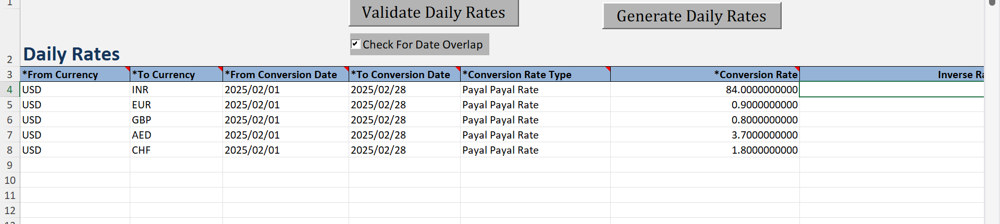 1
Validate Daily Rates
Generate Daily Rates
Check For Date Overlap
2 Daily Rates
3 *From Currency *To Currency *From Conversion Date *To Conversion Date *Conversion Rate Type *Conversion Rate Inverse Ra
4 USD INR 2025/02/01 2025/02/28 Payal Payal Rate 84.0000000000
5 USD EUR 2025/02/01 2025/02/28 Payal Payal Rate 0.9000000000
6 USD GBP 2025/02/01 2025/02/28 Payal Payal Rate 0.8000000000
7 USD AED 2025/02/01 2025/02/28 Payal Payal Rate 3.7000000000
8 USD CHF 2025/02/01 2025/02/28 Payal Payal Rate 1.8000000000
9
10
11
12